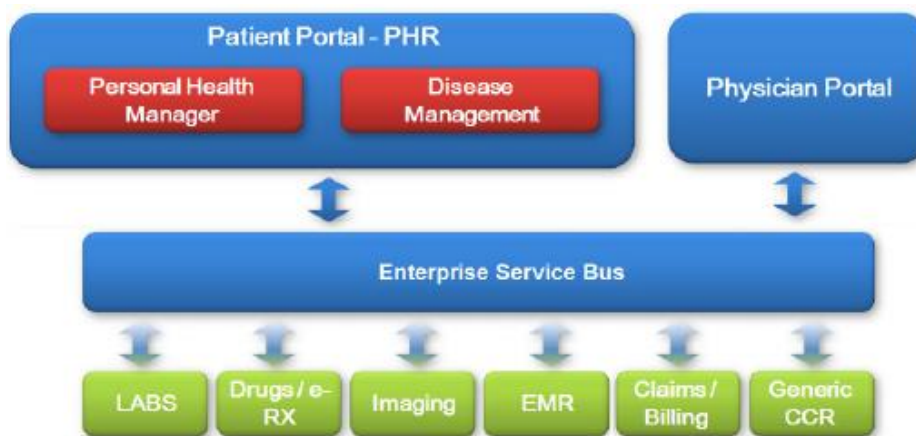 Patient Portal - PHR
Personal Health
Manager
Disease
Management
Physician Portal
Enterprise Service Bus
LABS
Drugs / e-
RX
Imaging
EMR
Claims /
Billing
Generic
CCR